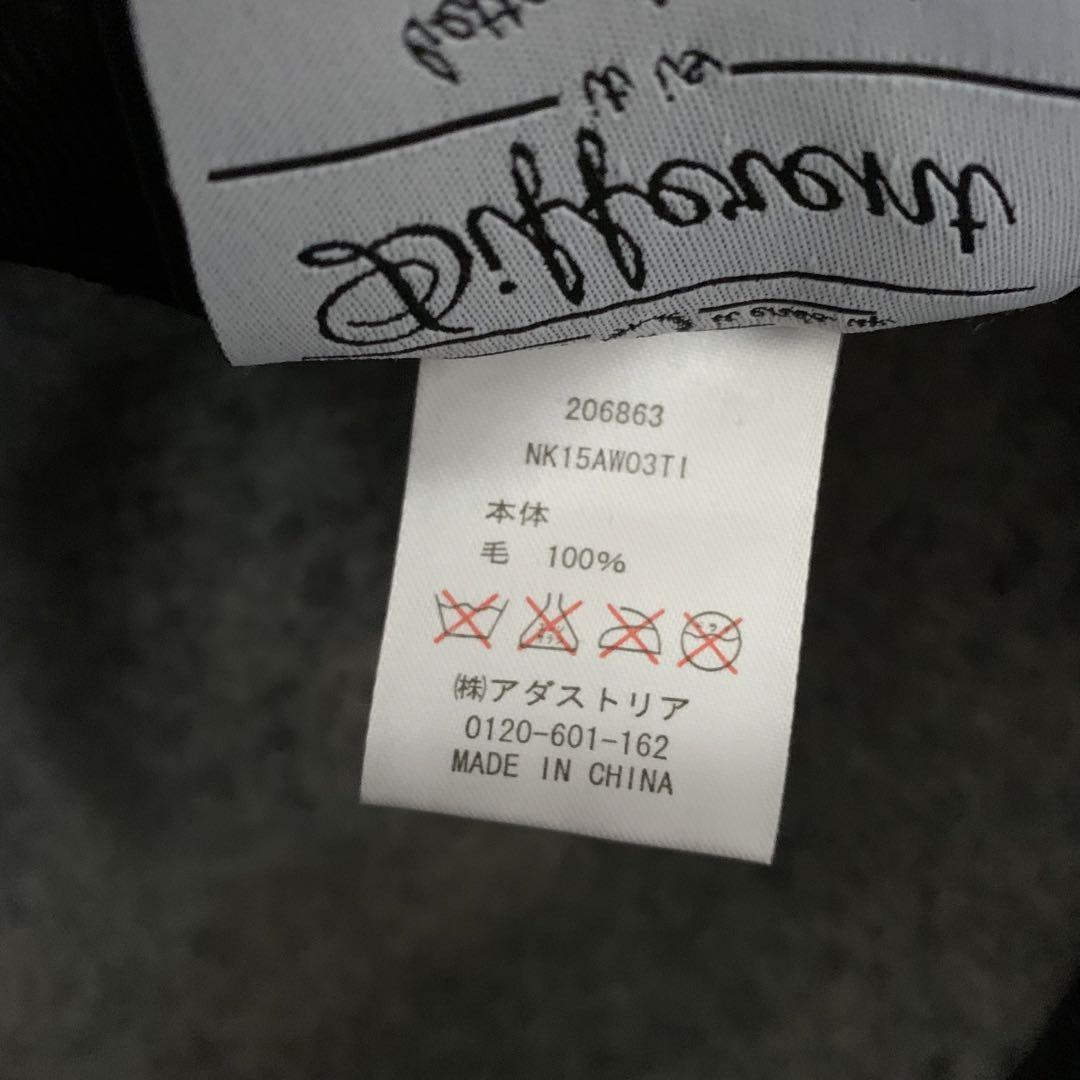 Different
206863
NK15AW03TI
本体
毛 100%
㈱アダストリア
0120-601-162
MADE IN CHINA